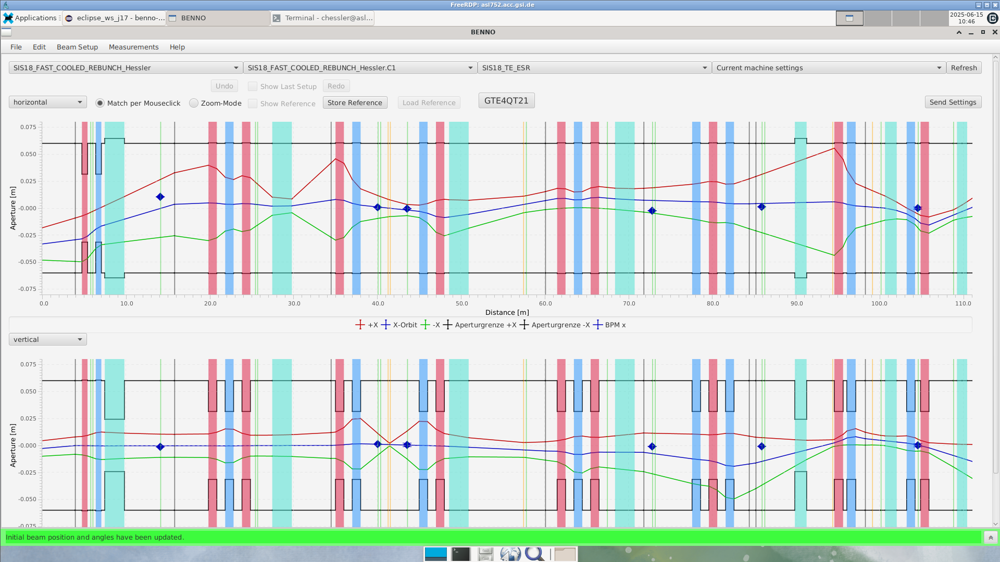 FreeRDP: asl752.acc.gsi.de
Applications
eclipse_ws_j17 - benno-...
BENNO
Terminal - chessler@asl...
2025-06-15
10:46
BENNO
File Edit Beam Setup Measurements Help
SIS18_FAST_COOLED_REBUNCH_Hessler SIS18_FAST_COOLED_REBUNCH_Hessler.C1 SIS18_TE_ESR Current machine settings Refresh
Undo Show Last Setup Redo
horizontal Match per Mouseclick Zoom-Mode Show Reference Store Reference Load Reference GTE4QT21 Send Settings
Aperture [m]
0.075
0.050
0.025
-0.000
-0.025
-0.050
-0.075
0.0 10.0 20.0 30.0 40.0 50.0 60.0 70.0 80.0 90.0 100.0 110.0
Distance [m]
+X X-Orbit -X Aperturgrenze +X Aperturgrenze -X BPM x
vertical
Aperture [m]
0.075
0.050
0.025
-0.000
-0.025
-0.050
-0.075
Initial beam position and angles have been updated.